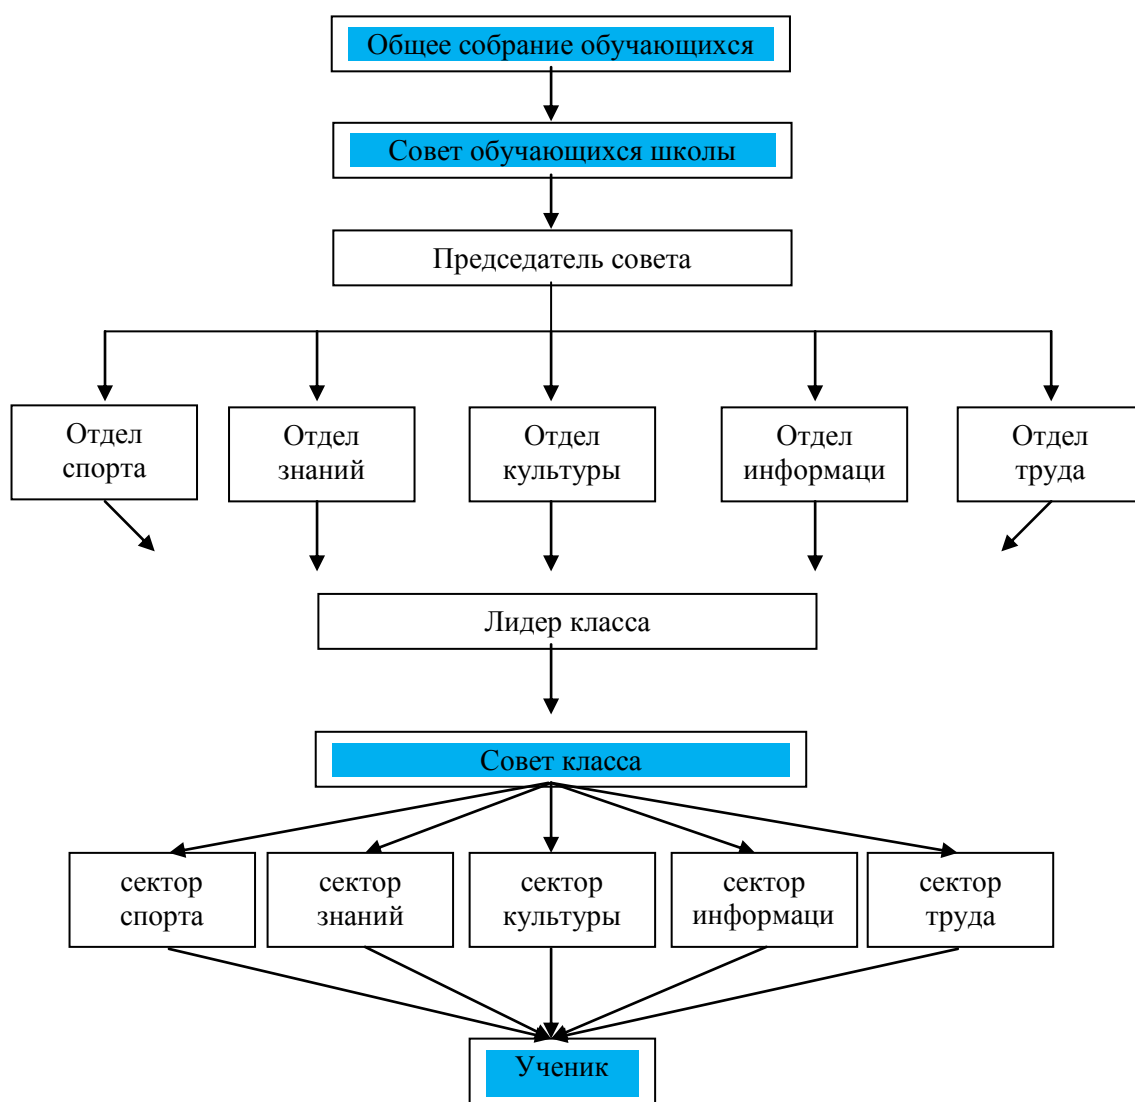 Общее собрание обучающихся
Совет обучающихся школы
Председатель совета
Отдел
спорта
Отдел
знаний
Отдел
культуры
Отдел
информаци
Отдел
труда
Лидер класса
Совет класса
сектор
спорта
сектор
знаний
сектор
культуры
сектор
информаци
сектор
труда
Ученик